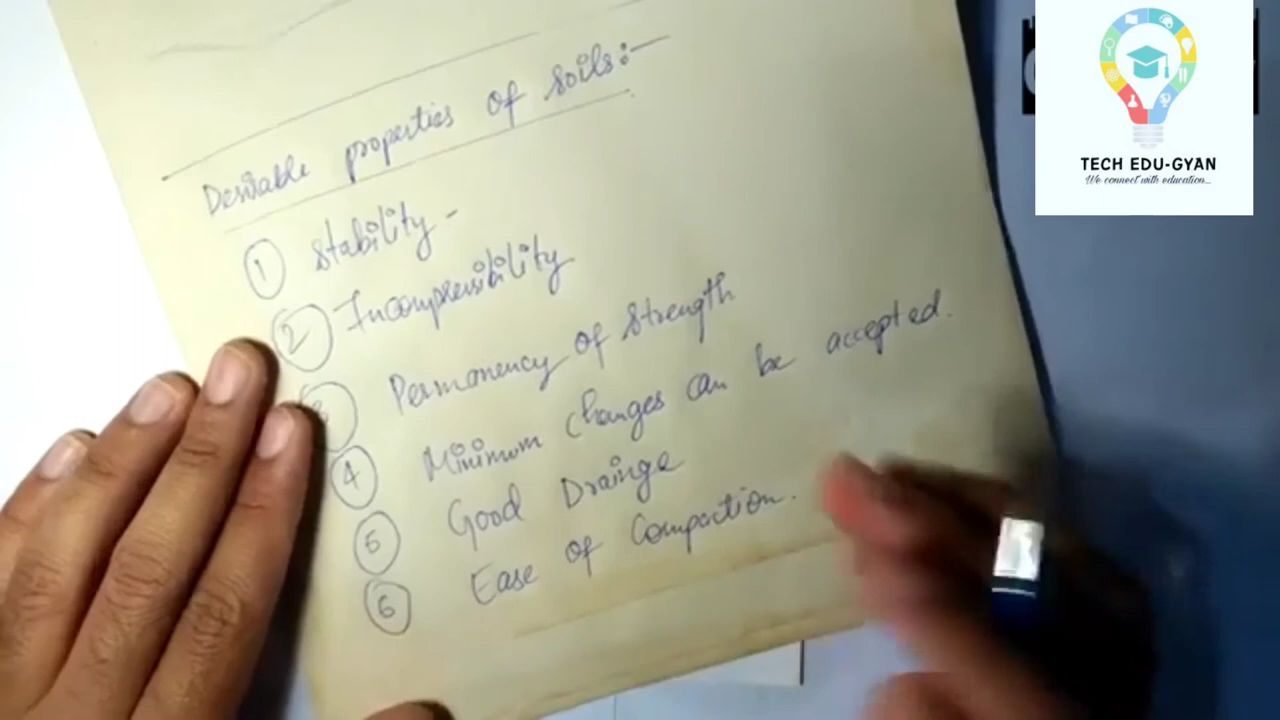 Desirable properties of soils:-
① Stability -
② Incompressibility
③ Permanency of Strength
④ Minimum changes can be accepted.
⑤ Good Drainge
⑥ Ease of Compaction.
TECH EDU-GYAN
We connect with education...